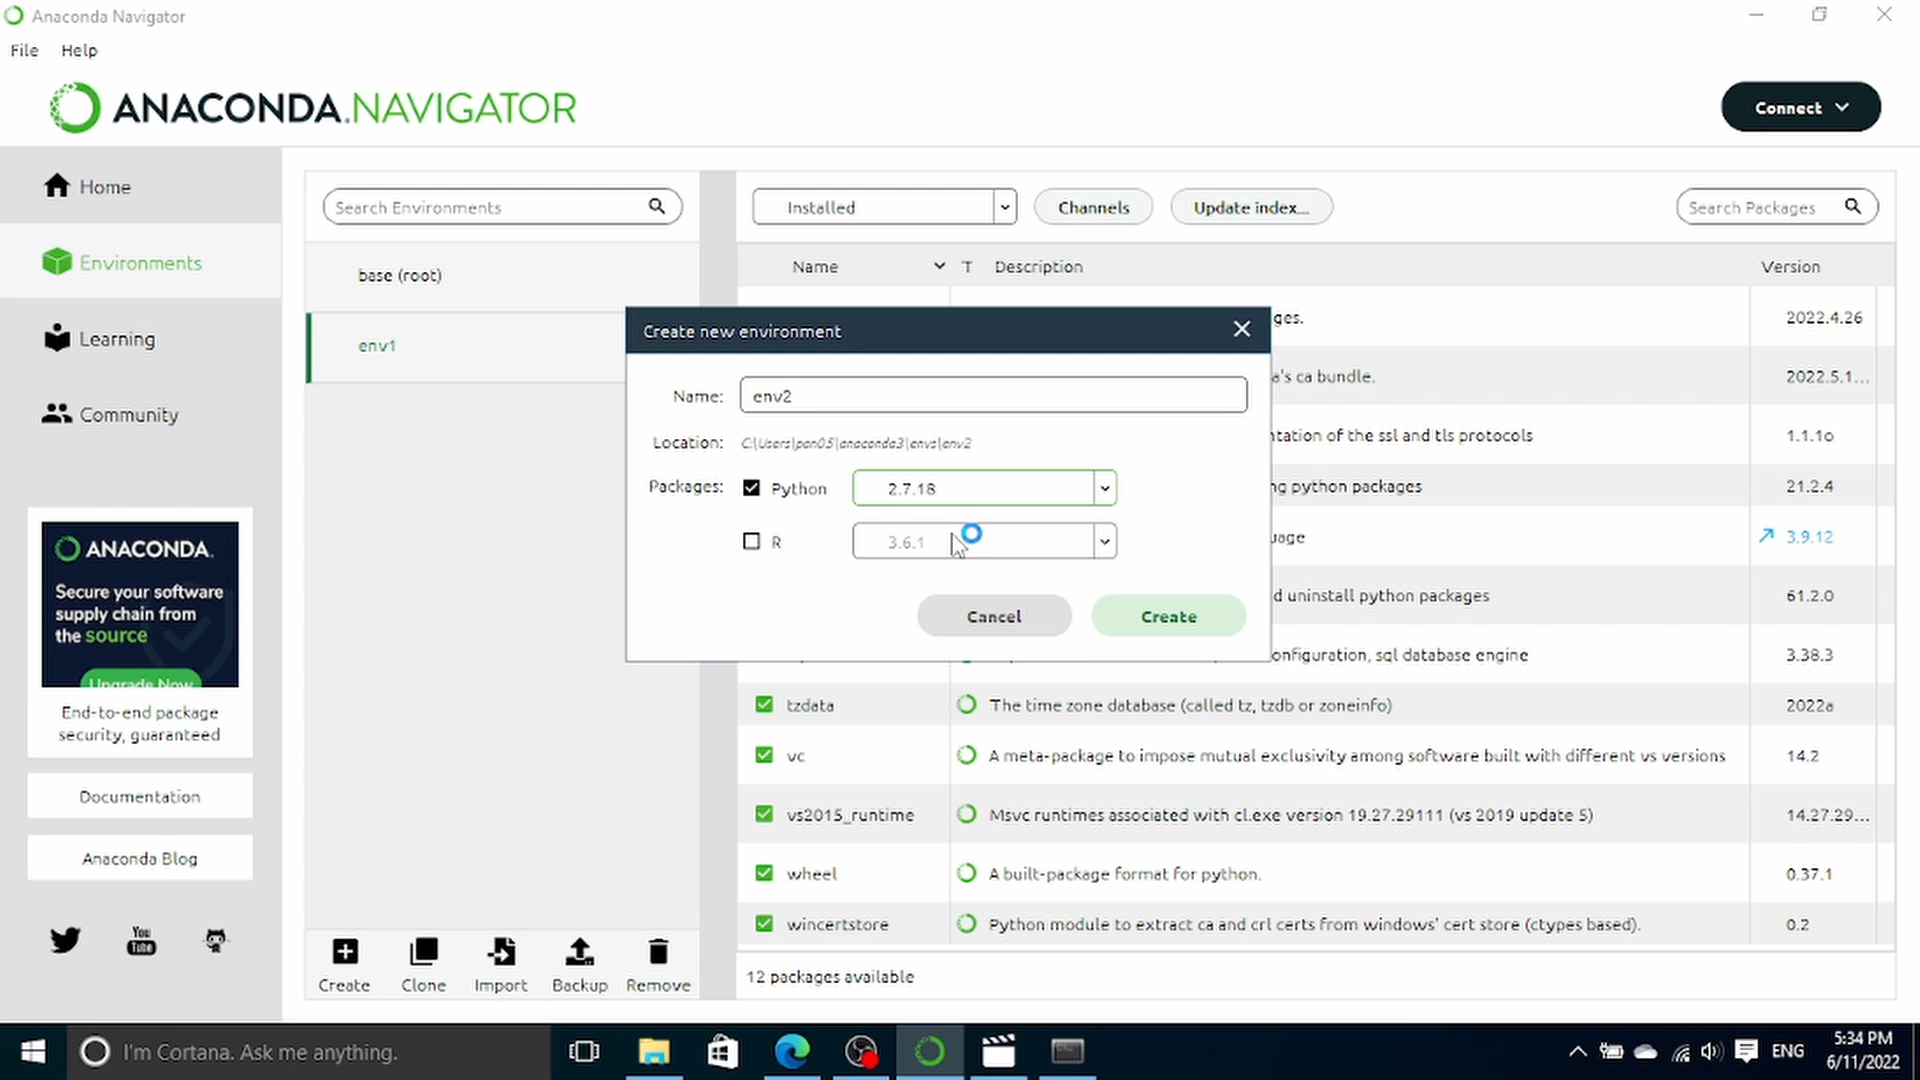 Anaconda Navigator
File Help
ANACONDA.NAVIGATOR
Connect
Home
Environments
Learning
Community
ANACONDA.
Secure your software
supply chain from
the source
Upgrade Now
End-to-end package
security, guaranteed
Documentation
Anaconda Blog
You
Tube
Search Environments
base (root)
env1
Create Clone Import Backup Remove
Installed Channels Update index... Search Packages
Name T Description Version
ges. 2022.4.26
a's ca bundle. 2022.5.1...
tation of the ssl and tls protocols 1.1.1o
ng python packages 21.2.4
uage 3.9.12
d uninstall python packages 61.2.0
onfiguration, sql database engine 3.38.3
tzdata The time zone database (called tz, tzdb or zoneinfo) 2022a
vc A meta-package to impose mutual exclusivity among software built with different vs versions 14.2
vs2015_runtime Msvc runtimes associated with cl.exe version 19.27.29111 (vs 2019 update 5) 14.27.29...
wheel A built-package format for python. 0.37.1
wincertstore Python module to extract ca and crl certs from windows' cert store (ctypes based). 0.2
12 packages available
Create new environment
Name: env2
Location: C:\Users\pan05\anaconda3\envs\env2
Packages: Python 2.7.18
R 3.6.1
Cancel Create
I'm Cortana. Ask me anything.
ENG
5:34 PM
6/11/2022